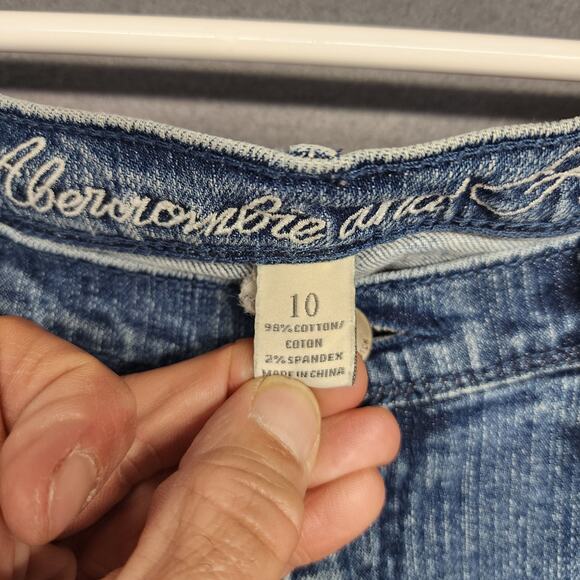 Abercrombie and
10
98% COTTON/
COTON
2% SPANDEX
MADE IN CHINA